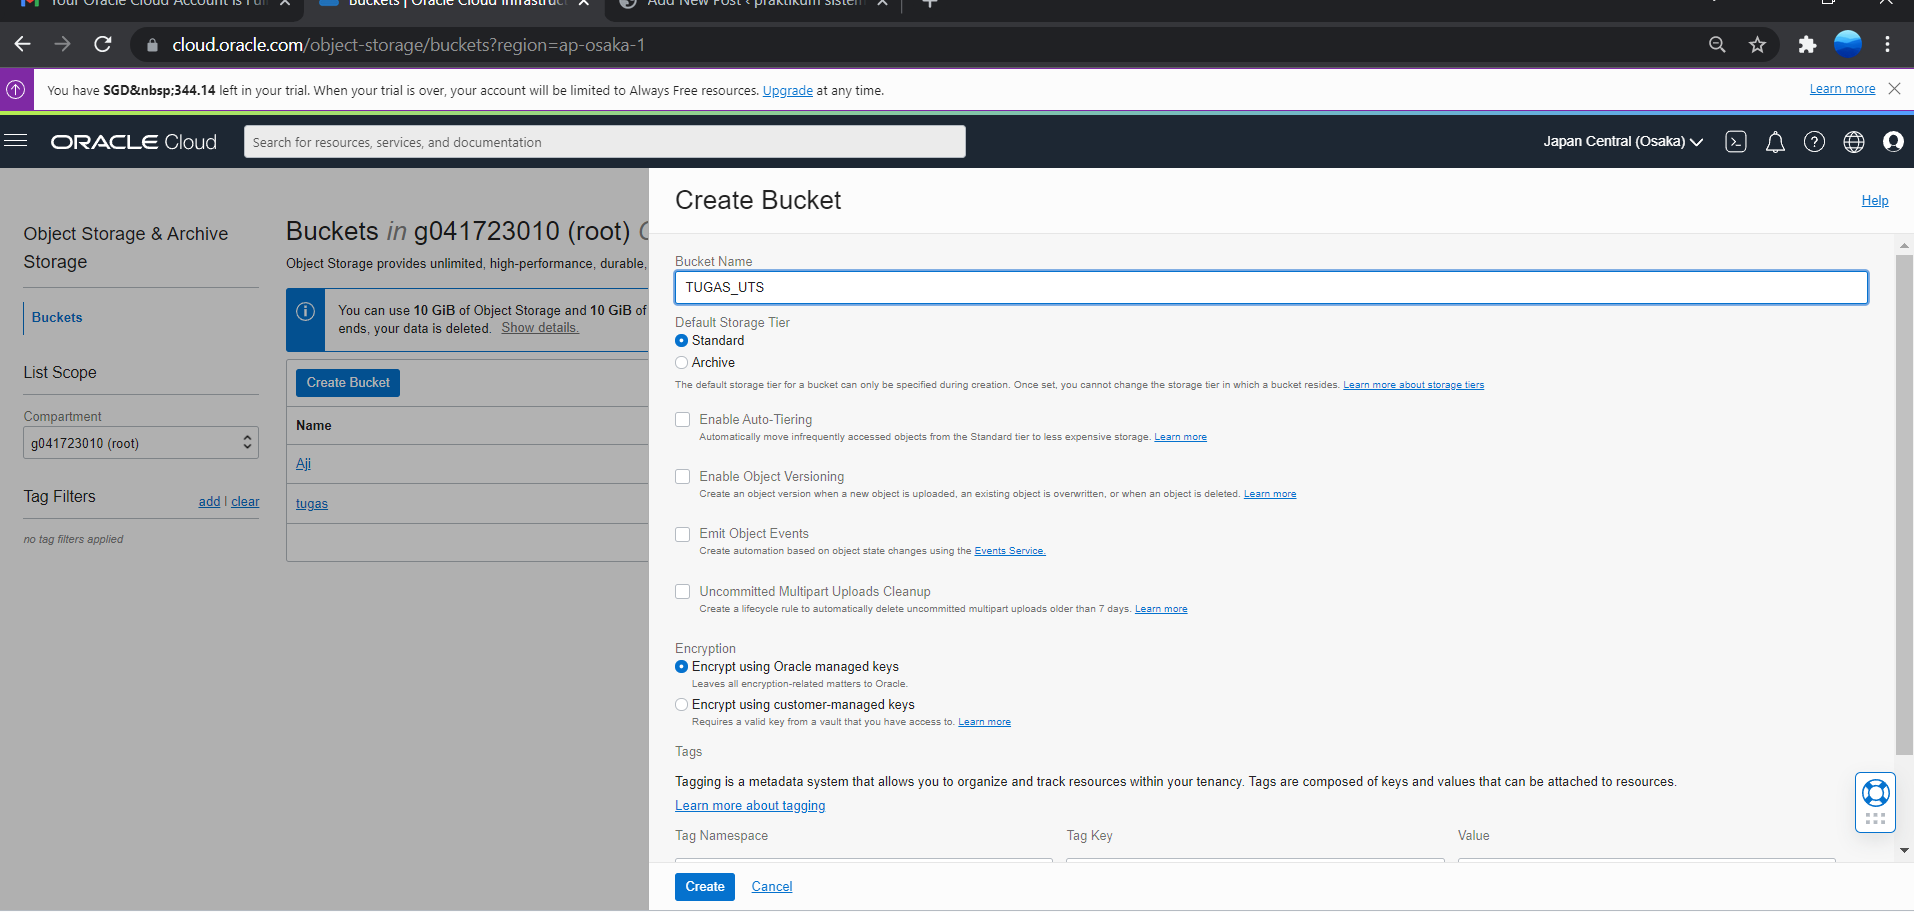 Your Oracle Cloud Account is Ful
Buckets | Oracle Cloud Infrastruct
Add New Post ‹ praktikum sistem
cloud.oracle.com/object-storage/buckets?region=ap-osaka-1
You have SGD&nbsp;344.14 left in your trial. When your trial is over, your account will be limited to Always Free resources. Upgrade at any time.
Learn more
ORACLE Cloud
Search for resources, services, and documentation
Japan Central (Osaka)
Object Storage & Archive
Storage
Buckets
List Scope
Compartment
g041723010 (root)
Tag Filters
add | clear
no tag filters applied
Buckets in g041723010 (root)
Object Storage provides unlimited, high-performance, durable,
You can use 10 GiB of Object Storage and 10 GiB of
ends, your data is deleted. Show details.
Create Bucket
Name
Aji
tugas
Create Bucket
Help
Bucket Name
TUGAS_UTS
Default Storage Tier
Standard
Archive
The default storage tier for a bucket can only be specified during creation. Once set, you cannot change the storage tier in which a bucket resides. Learn more about storage tiers
Enable Auto-Tiering
Automatically move infrequently accessed objects from the Standard tier to less expensive storage. Learn more
Enable Object Versioning
Create an object version when a new object is uploaded, an existing object is overwritten, or when an object is deleted. Learn more
Emit Object Events
Create automation based on object state changes using the Events Service.
Uncommitted Multipart Uploads Cleanup
Create a lifecycle rule to automatically delete uncommitted multipart uploads older than 7 days. Learn more
Encryption
Encrypt using Oracle managed keys
Leaves all encryption-related matters to Oracle.
Encrypt using customer-managed keys
Requires a valid key from a vault that you have access to. Learn more
Tags
Tagging is a metadata system that allows you to organize and track resources within your tenancy. Tags are composed of keys and values that can be attached to resources.
Learn more about tagging
Tag Namespace
Tag Key
Value
Create
Cancel